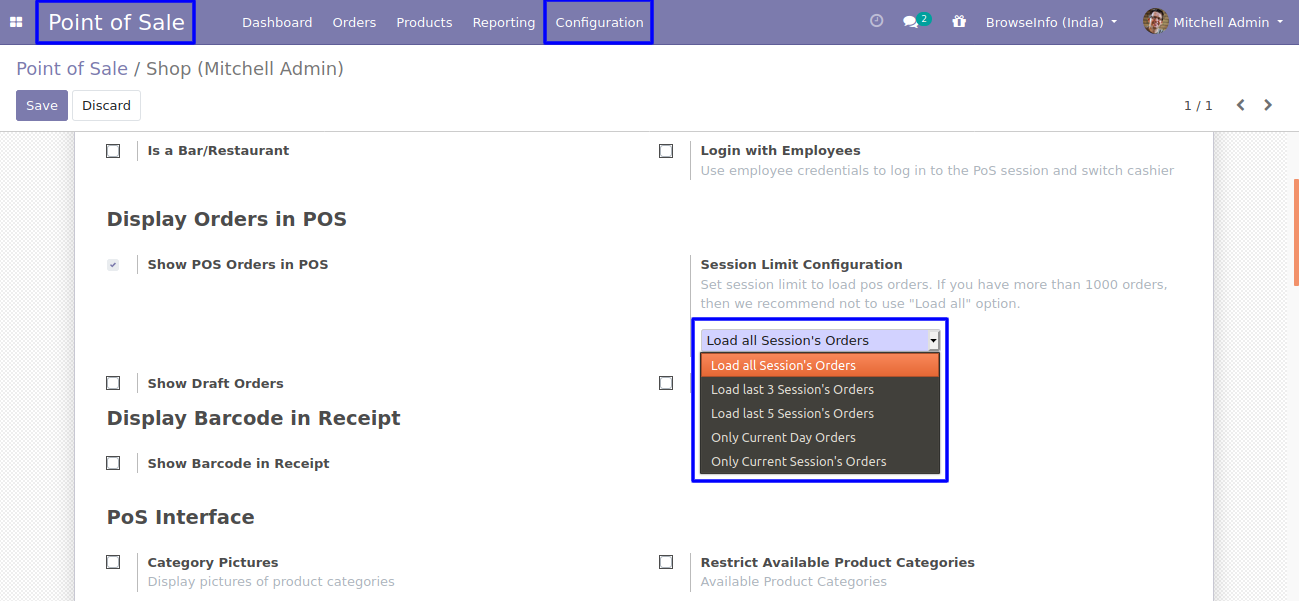 Point of Sale Dashboard Orders Products Reporting Configuration 2 BrowseInfo (India) Mitchell Admin
Point of Sale / Shop (Mitchell Admin)
Save Discard 1 / 1
Is a Bar/Restaurant
Login with Employees
Use employee credentials to log in to the PoS session and switch cashier
Display Orders in POS
Show POS Orders in POS
Session Limit Configuration
Set session limit to load pos orders. If you have more than 1000 orders,
then we recommend not to use "Load all" option.
Load all Session's Orders
Load all Session's Orders
Load last 3 Session's Orders
Load last 5 Session's Orders
Only Current Day Orders
Only Current Session's Orders
Show Draft Orders
Display Barcode in Receipt
Show Barcode in Receipt
PoS Interface
Category Pictures
Display pictures of product categories
Restrict Available Product Categories
Available Product Categories